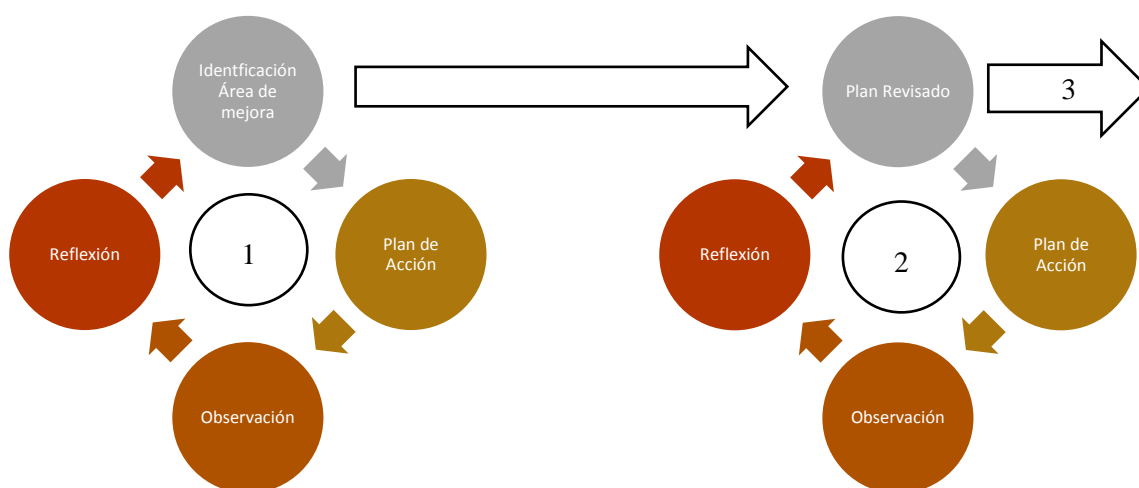 Identficación
Área de
mejora
Plan Revisado
3
Reflexión
1
Plan de
Acción
Reflexión
2
Plan de
Acción
Observación
Observación